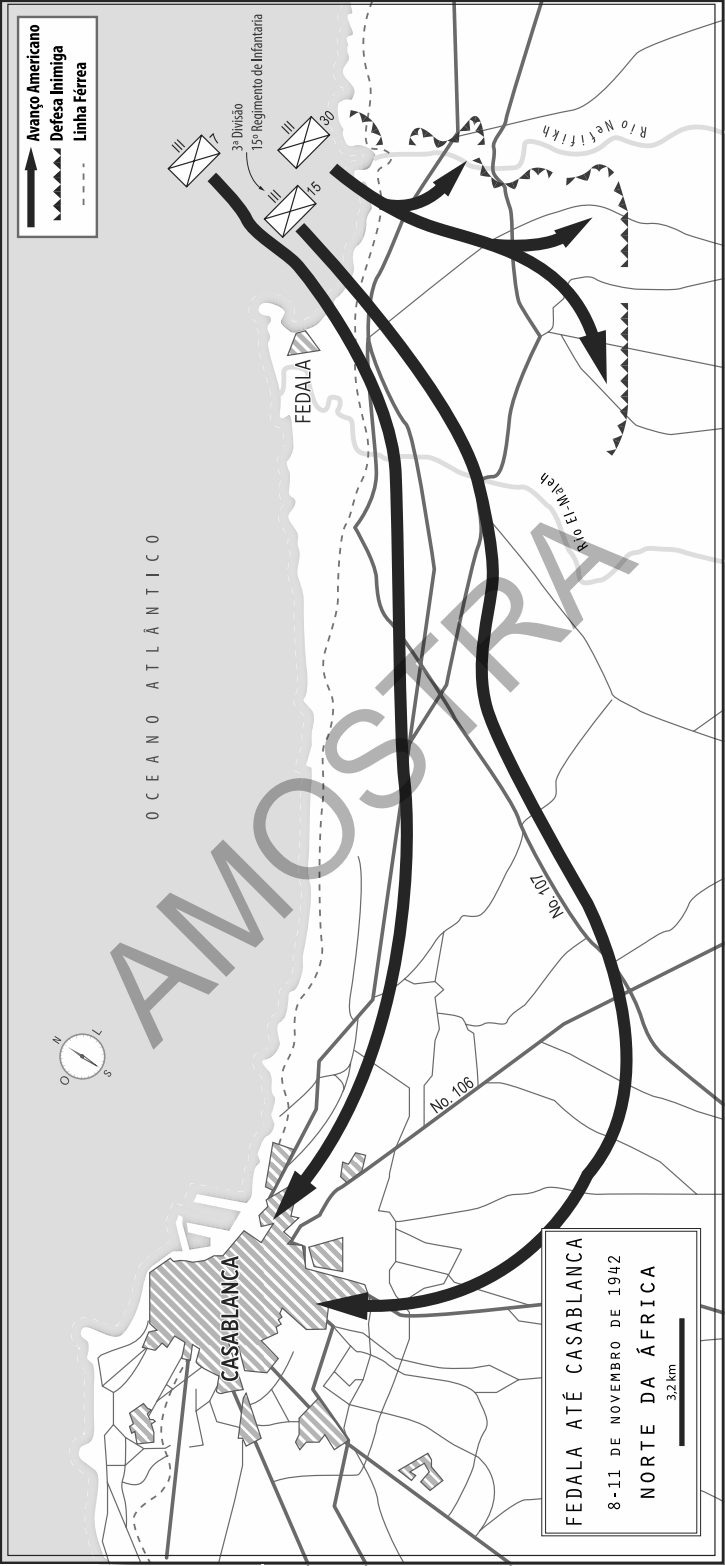 Avanço Americano
Defesa Inimiga
Linha Férrea
III
7
3ª Divisão
15º Regimento de Infantaria
III
30
III
15
Rio Nefifikh
FEDALA
Rio El-Maleh
OCEANO ATLÂNTICO
AMOSTRA
No. 107
No. 106
N
L
S
O
CASABLANCA
FEDALA ATÉ CASABLANCA
8-11 DE NOVEMBRO DE 1942
NORTE DA ÁFRICA
3,2 km